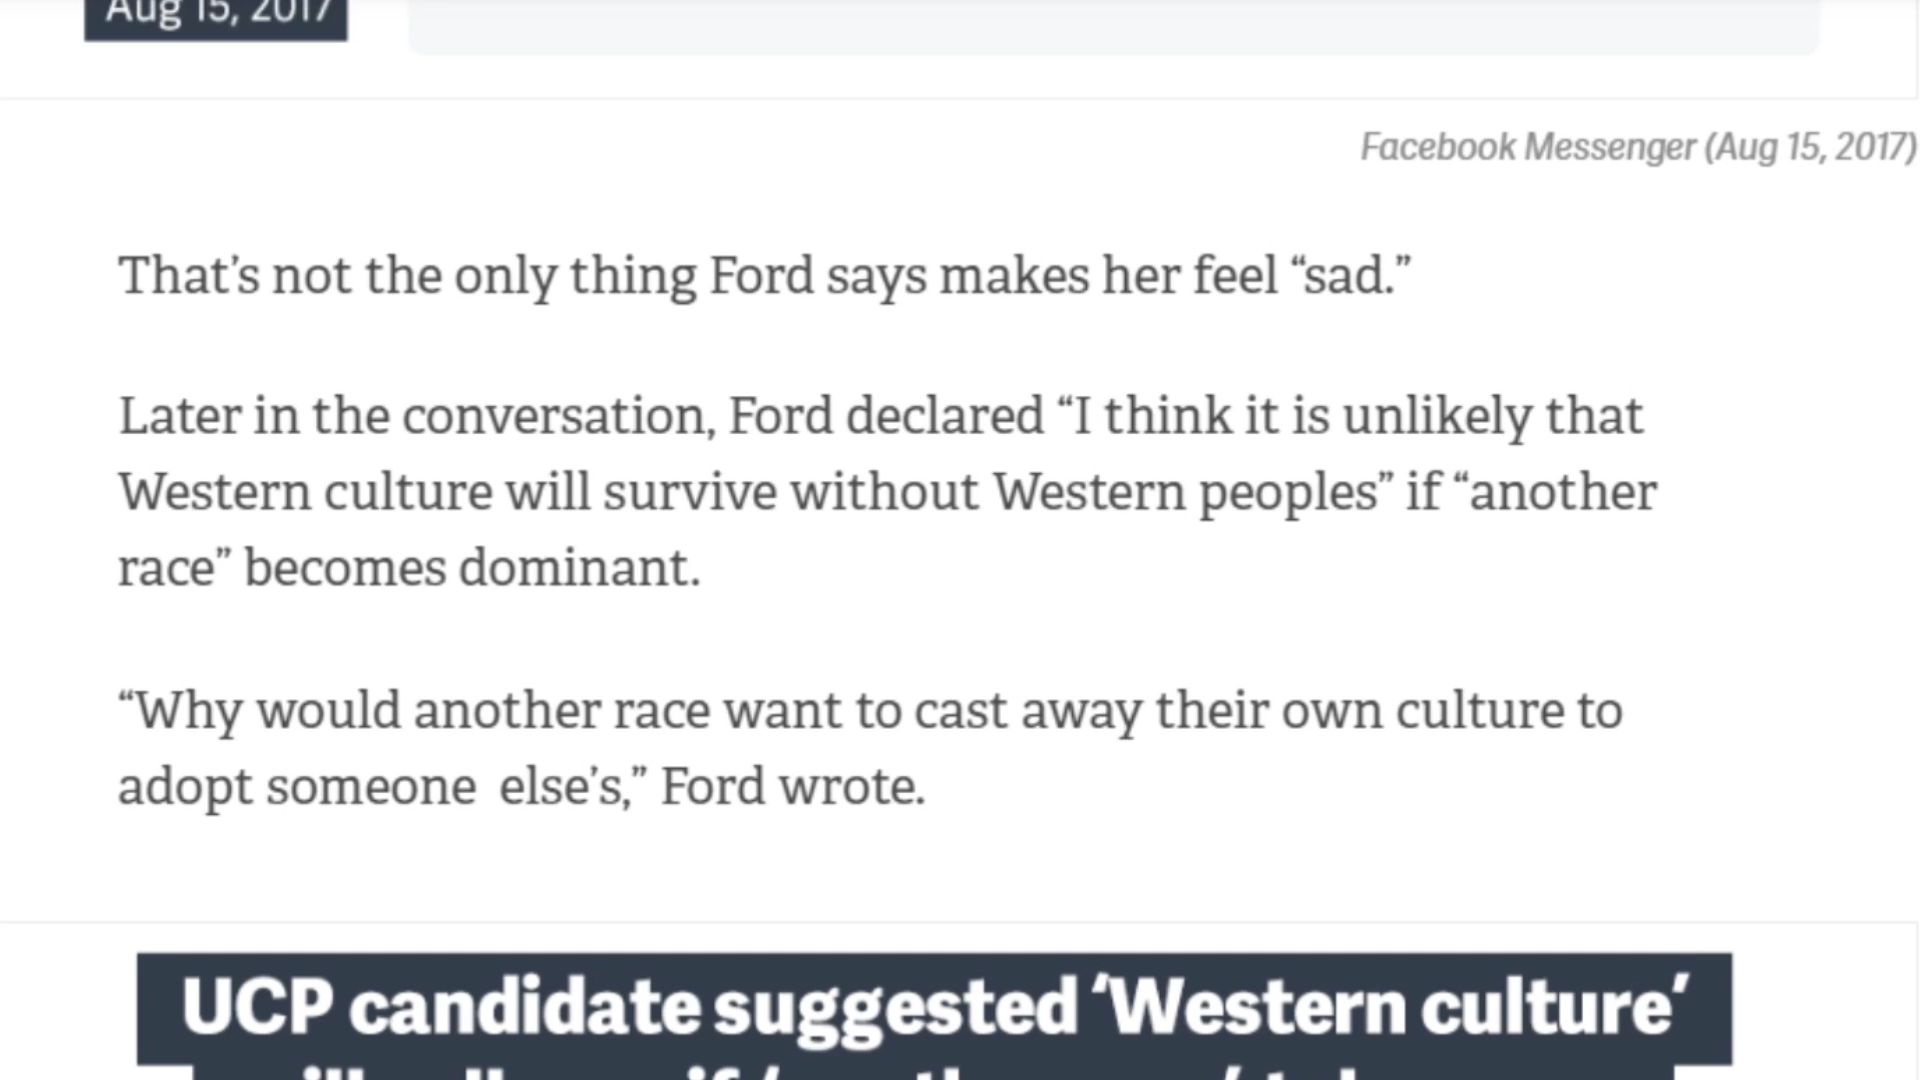 Aug 15, 2017
Facebook Messenger (Aug 15, 2017)
That’s not the only thing Ford says makes her feel “sad.”
Later in the conversation, Ford declared “I think it is unlikely that
Western culture will survive without Western peoples” if “another
race” becomes dominant.
“Why would another race want to cast away their own culture to
adopt someone  else’s,” Ford wrote.
UCP candidate suggested ‘Western culture’